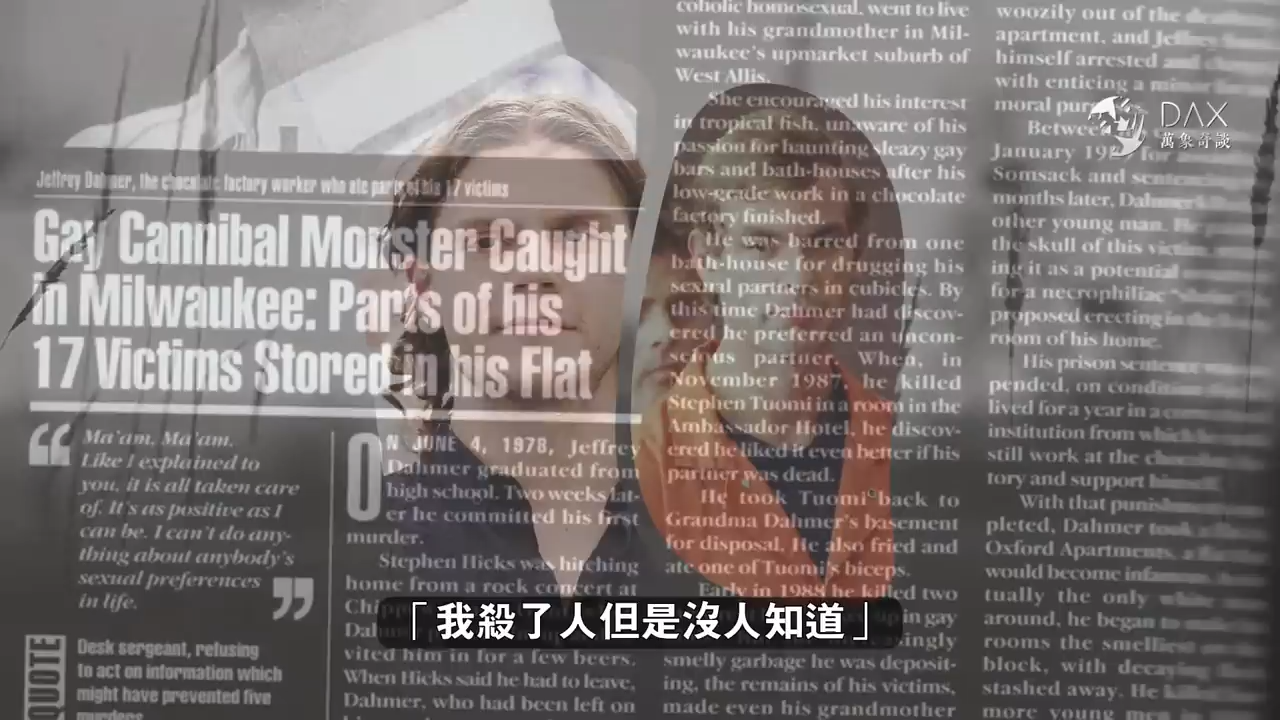 Jeffrey Dahmer, the chocolate factory worker who ate parts of his 17 victims
Gay Cannibal Monster Caught
in Milwaukee: Parts of his
17 Victims Stored in his Flat
“ Ma'am. Ma'am.
Like I explained to
you, it is all taken care
of. It's as positive as I
can be. I can't do any-
thing about anybody's
sexual preferences
in life. ”
QUOTE
Desk sergeant, refusing
to act on information which
might have prevented five
murders
ON JUNE 4, 1978, Jeffrey
Dahmer graduated from
high school. Two weeks lat-
er he committed his first
murder.
Stephen Hicks was hitching
home from a rock concert at
vited him in for a few beers.
When Hicks said he had to leave,
Dahmer, who had been left on
coholic homosexual, went to live
with his grandmother in Mil-
waukee's upmarket suburb of
West Allis.
She encouraged his interest
in tropical fish, unaware of his
passion for haunting sleazy gay
bars and bath-houses after his
low-grade work in a chocolate
factory finished.
He was barred from one
bath-house for drugging his
sexual partners in cubicles. By
this time Dahmer had discov-
ered he preferred an uncon-
scious partner. When, in
November 1987, he killed
Stephen Tuomi in a room in the
Ambassador Hotel, he discov-
ered he liked it even better if his
partner was dead.
He took Tuomi back to
Grandma Dahmer's basement
for disposal. He also fried and
ate one of Tuomi's biceps.
Early in 1988 he killed two
in gay
smelly garbage he was deposit-
ing, the remains of his victims,
made even his grandmother
woozily out of the
apartment, and
himself arrested and
with enticing a
moral
Between
January
Somsack and
months later, Dahmer
other young man.
the skull of this
ing it as a potential
for a necrophiliac
proposed erecting in the
room of his home.
His prison sentence
pended, on condition
lived for a year in a
institution from which
still work at the
tory and support himself.
With that punishment
pleted, Dahmer took
Oxford Apartments,
would become
tually the only
around, he began to
rooms the smelliest
block, with decaying
stashed away. He
more young men
DAX
萬象奇談
「我殺了人但是沒人知道」